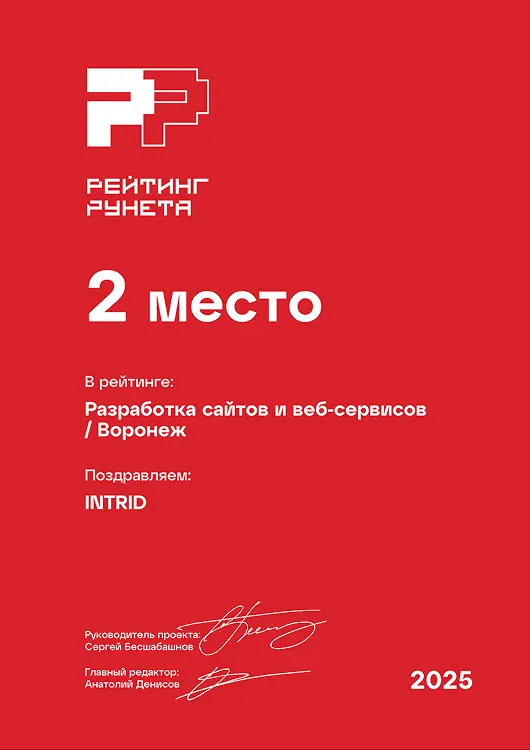 РЕЙТИНГ
РУНЕТА
2 место
В рейтинге:
Разработка сайтов и веб-сервисов
/ Воронеж
Поздравляем:
INTRID
Руководитель проекта:
Сергей Бесшабашнов
Главный редактор:
Анатолий Денисов
2025